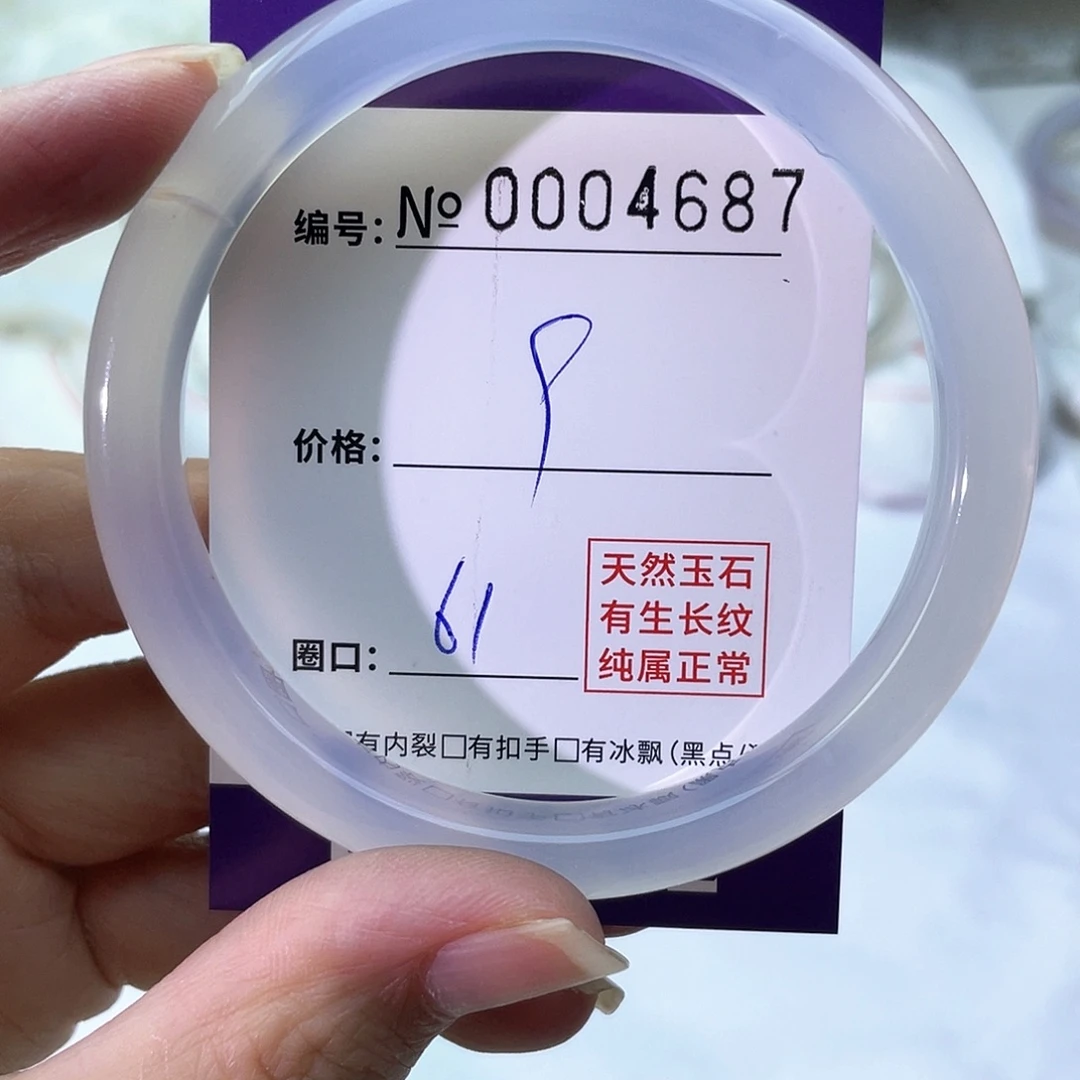 编号: № 0004687
价格: 9
圈口: 61
天然玉石
有生长纹
纯属正常
有内裂□有扣手□有冰飘(黑点/